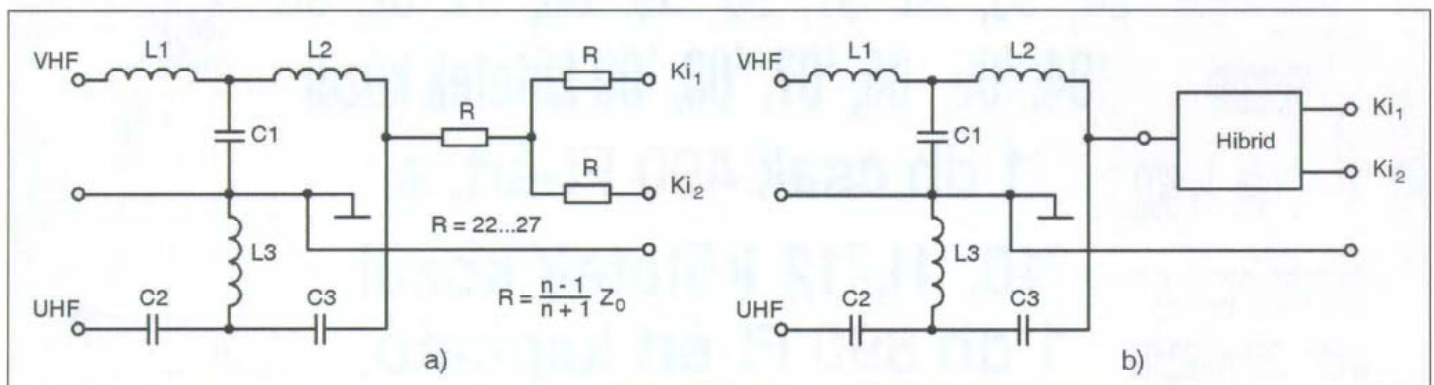 VHF L1 L2 R Ki1
C1 R
R Ki2
R = 22...27
L3
R = n - 1 / n + 1 Z0
UHF C2 C3
a)
VHF L1 L2
C1 Hibrid Ki1
Ki2
L3
UHF C2 C3
b)